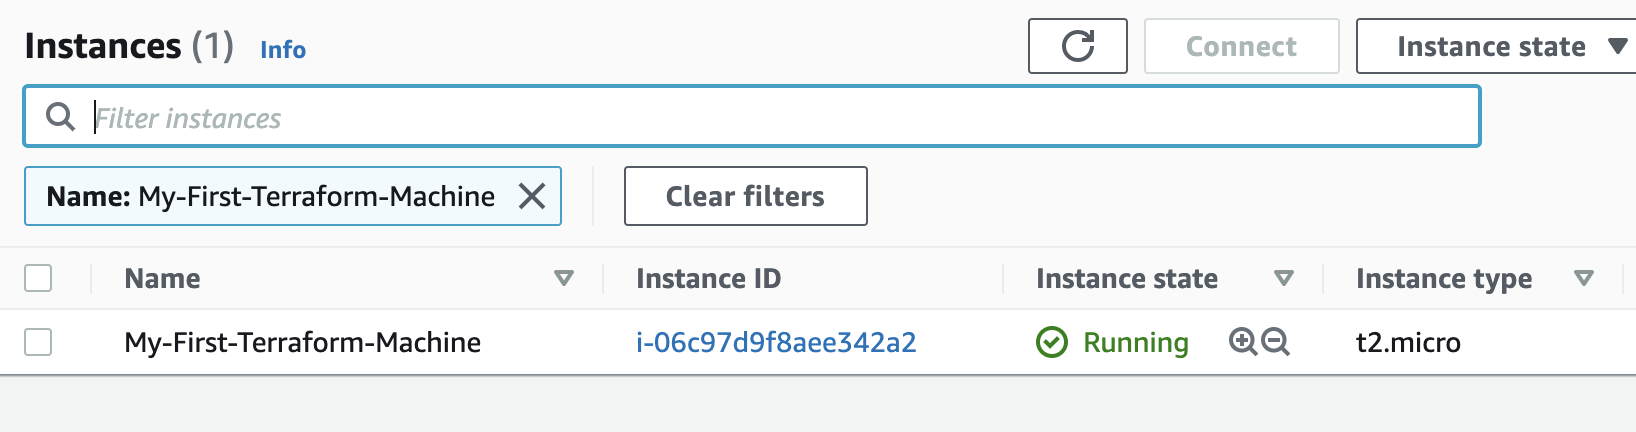 Instances (1) Info Connect Instance state
Filter instances
Name: My-First-Terraform-Machine Clear filters
Name Instance ID Instance state Instance type
My-First-Terraform-Machine i-06c97d9f8aee342a2 Running t2.micro